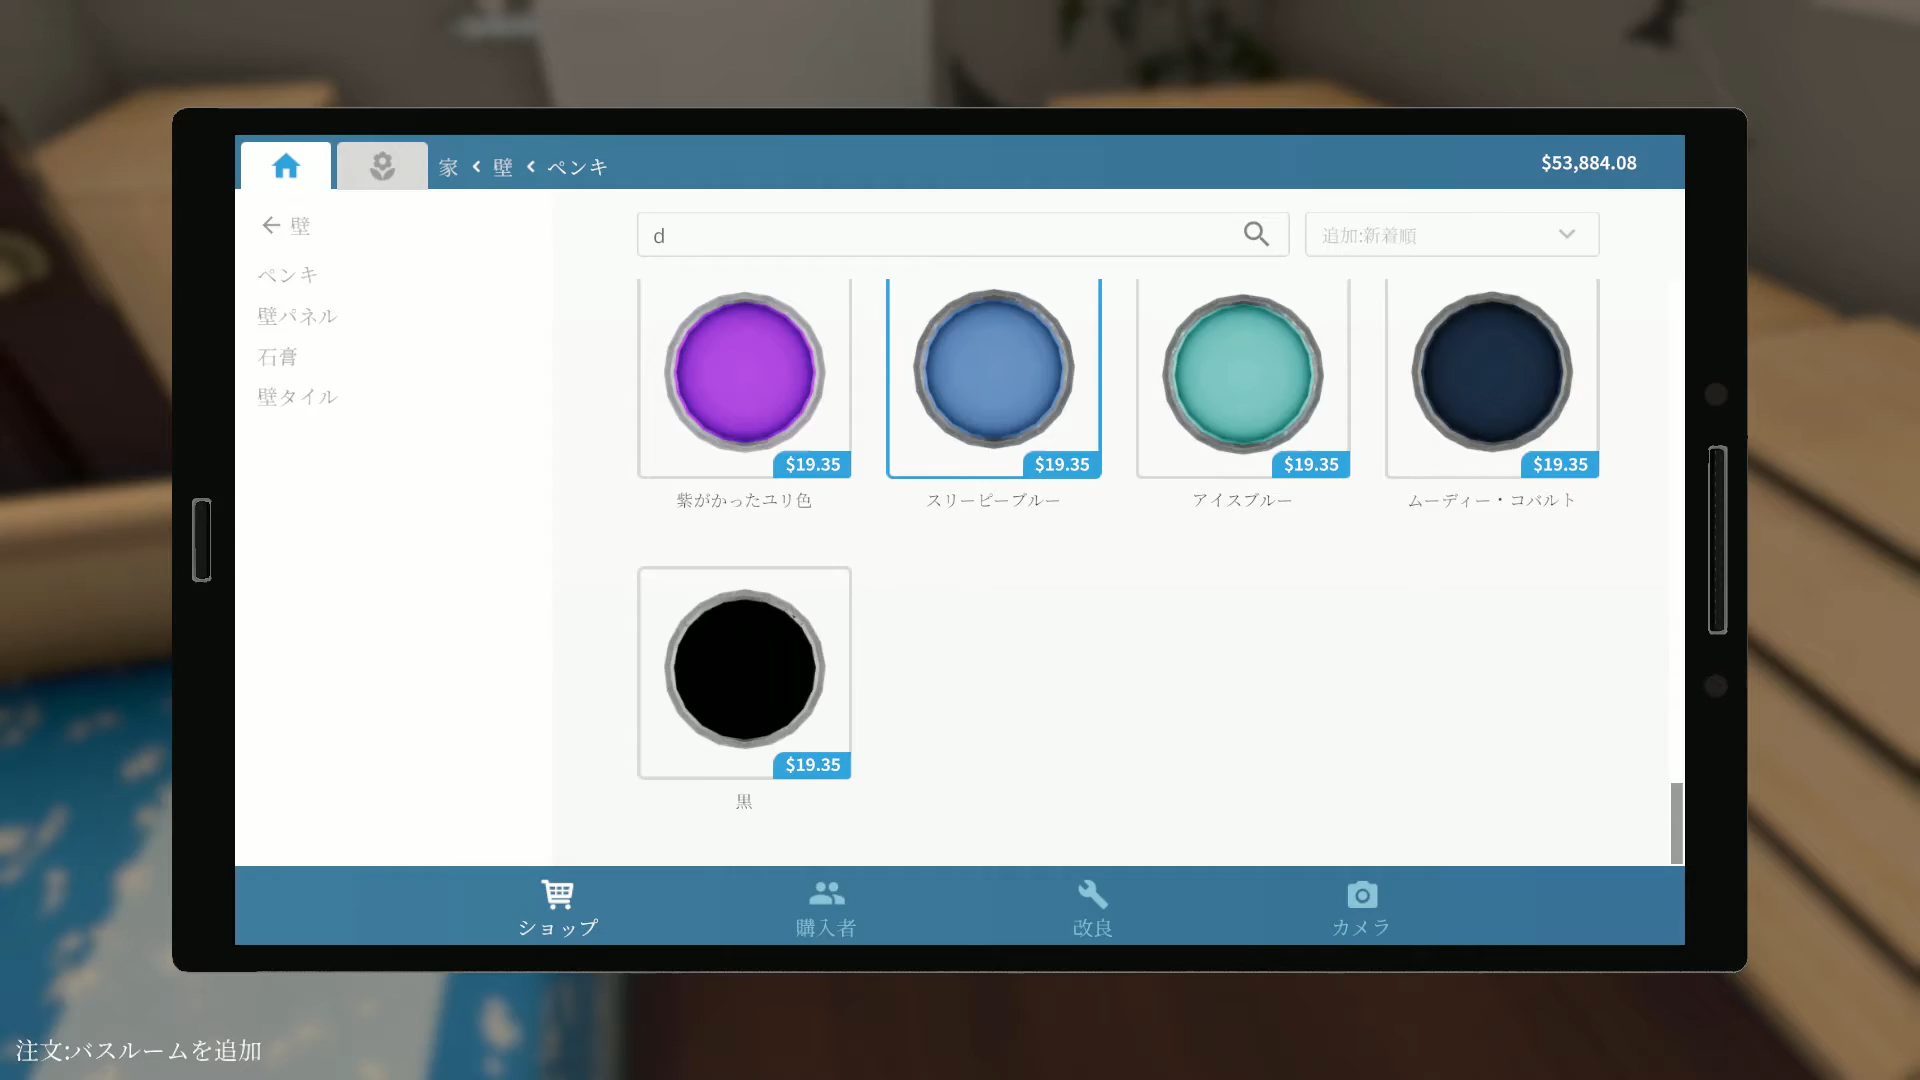 家 < 壁 < ペンキ
$53,884.08
← 壁
ペンキ
壁パネル
石膏
壁タイル
d
追加:新着順
$19.35
$19.35
$19.35
$19.35
紫がかったユリ色
スリーピーブルー
アイスブルー
ムーディー・コバルト
$19.35
黒
ショップ
購入者
改良
カメラ
注文:バスルームを追加